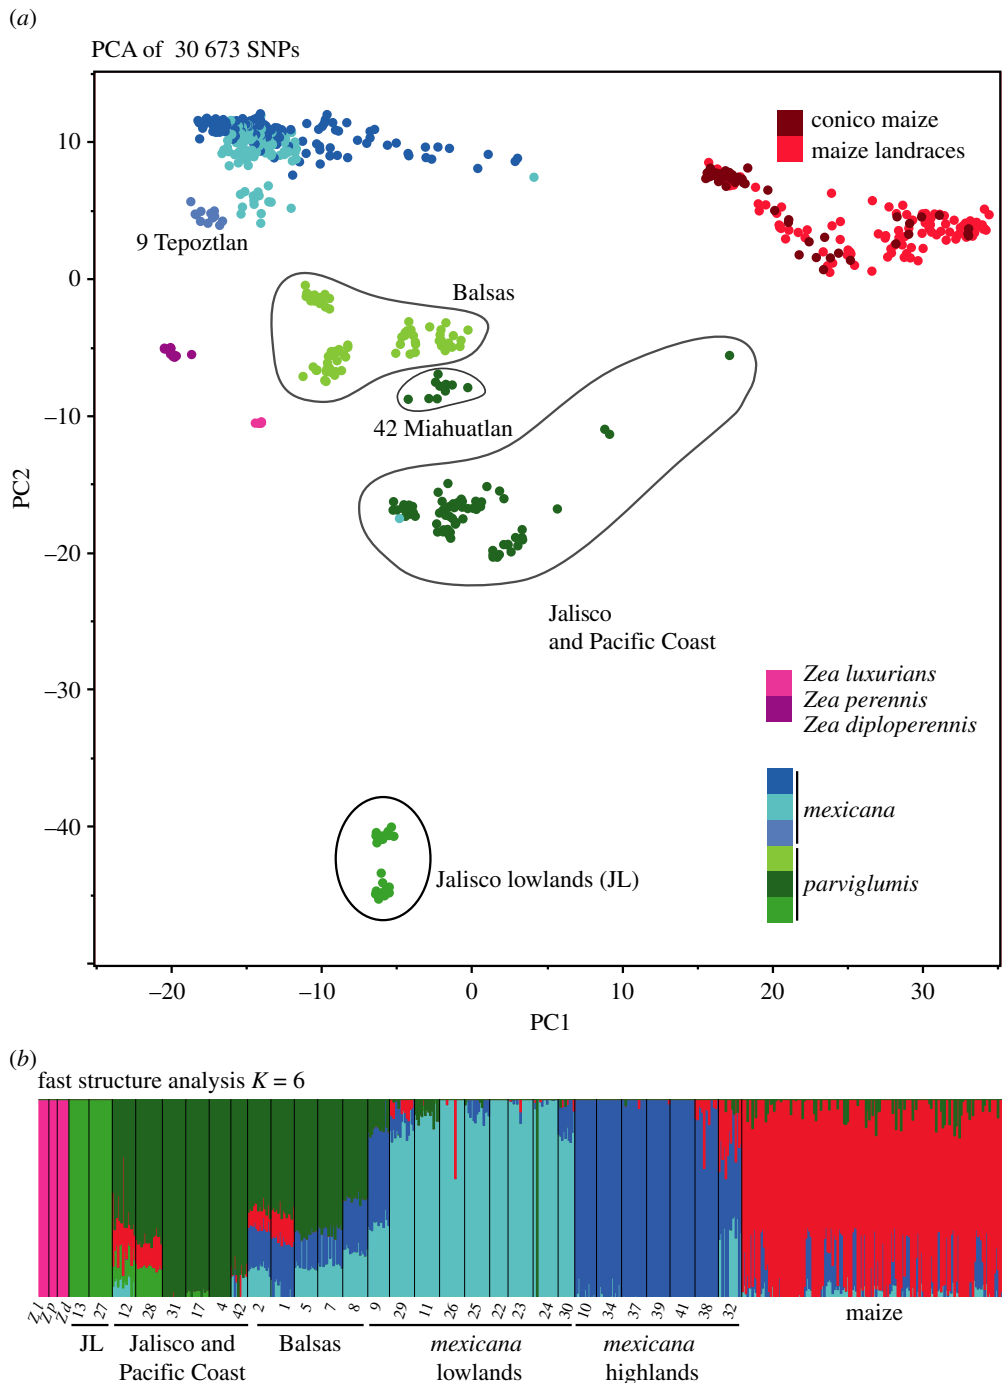 (a)
PCA of 30 673 SNPs
conico maize
maize landraces
10
9 Tepoztlan
0
Balsas
42 Miahuatlan
–10
PC2
–20
Jalisco
and Pacific Coast
–30
Zea luxurians
Zea perennis
Zea diploperennis
mexicana
–40
Jalisco lowlands (JL)
parviglumis
–20 –10 0 10 20 30
PC1
(b)
fast structure analysis K = 6
Zl Zp Zd 13 27 12 28 31 17 4 42 2 1 5 7 8 9 29 11 26 25 22 23 24 30 10 34 37 39 41 38 32 maize
JL Jalisco and Balsas mexicana mexicana
Pacific Coast lowlands highlands